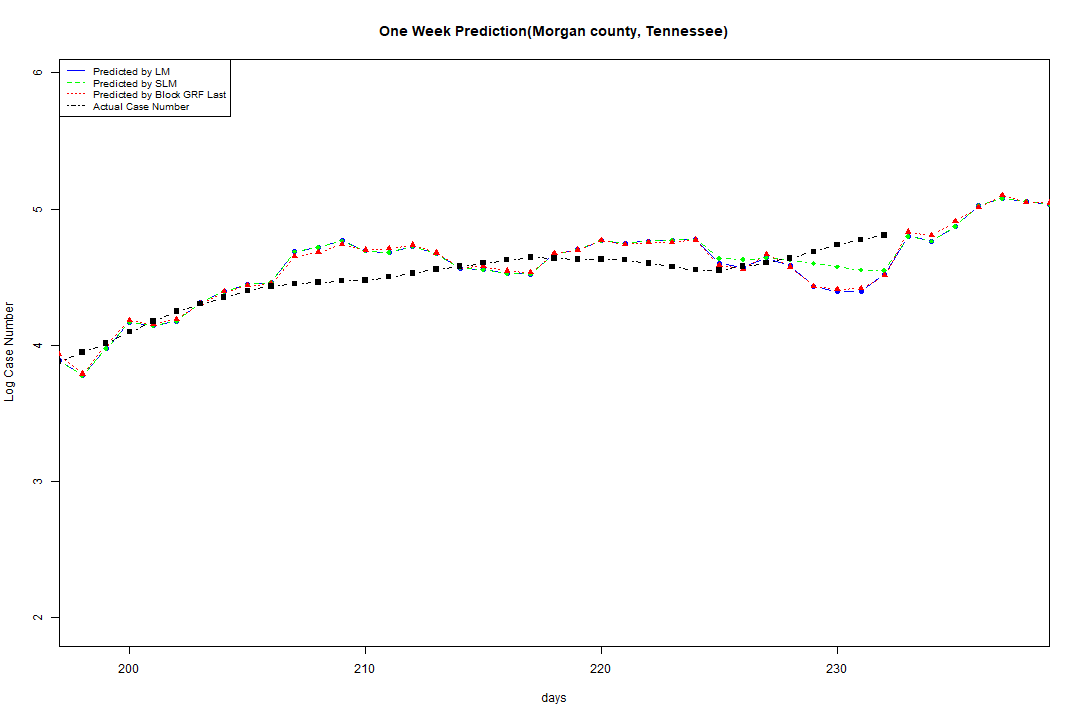 One Week Prediction(Morgan county, Tennessee)
Predicted by LM
Predicted by SLM
Predicted by Block GRF Last
Actual Case Number
6
5
4
3
2
Log Case Number
200
210
220
230
days